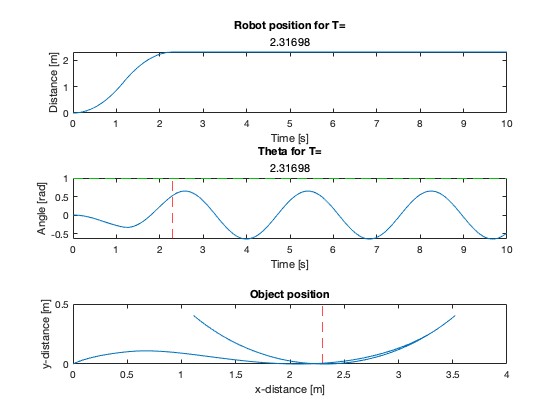 Robot position for T=
2.31698
Distance [m]
2
1
0
0 1 2 3 4 5 6 7 8 9 10
Time [s]
Theta for T=
2.31698
Angle [rad]
1
0.5
0
-0.5
0 1 2 3 4 5 6 7 8 9 10
Time [s]
Object position
y-distance [m]
0.5
0
0 0.5 1 1.5 2 2.5 3 3.5 4
x-distance [m]